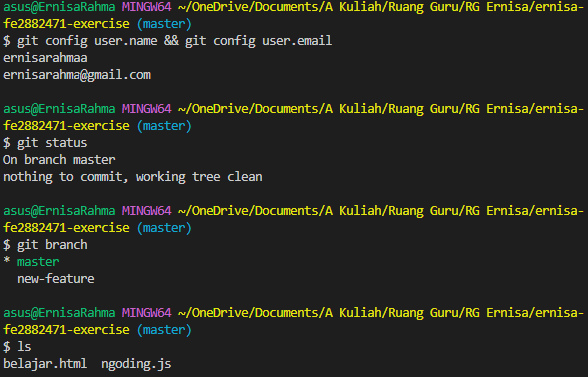 asus@ErnisaRahma MINGW64 ~/OneDrive/Documents/A Kuliah/Ruang Guru/RG Ernisa/ernisa-
fe2882471-exercise (master)
$ git config user.name && git config user.email
ernisarahmaa
ernisarahma@gmail.com

asus@ErnisaRahma MINGW64 ~/OneDrive/Documents/A Kuliah/Ruang Guru/RG Ernisa/ernisa-
fe2882471-exercise (master)
$ git status
On branch master
nothing to commit, working tree clean

asus@ErnisaRahma MINGW64 ~/OneDrive/Documents/A Kuliah/Ruang Guru/RG Ernisa/ernisa-
fe2882471-exercise (master)
$ git branch
* master
  new-feature

asus@ErnisaRahma MINGW64 ~/OneDrive/Documents/A Kuliah/Ruang Guru/RG Ernisa/ernisa-
fe2882471-exercise (master)
$ ls
belajar.html  ngoding.js